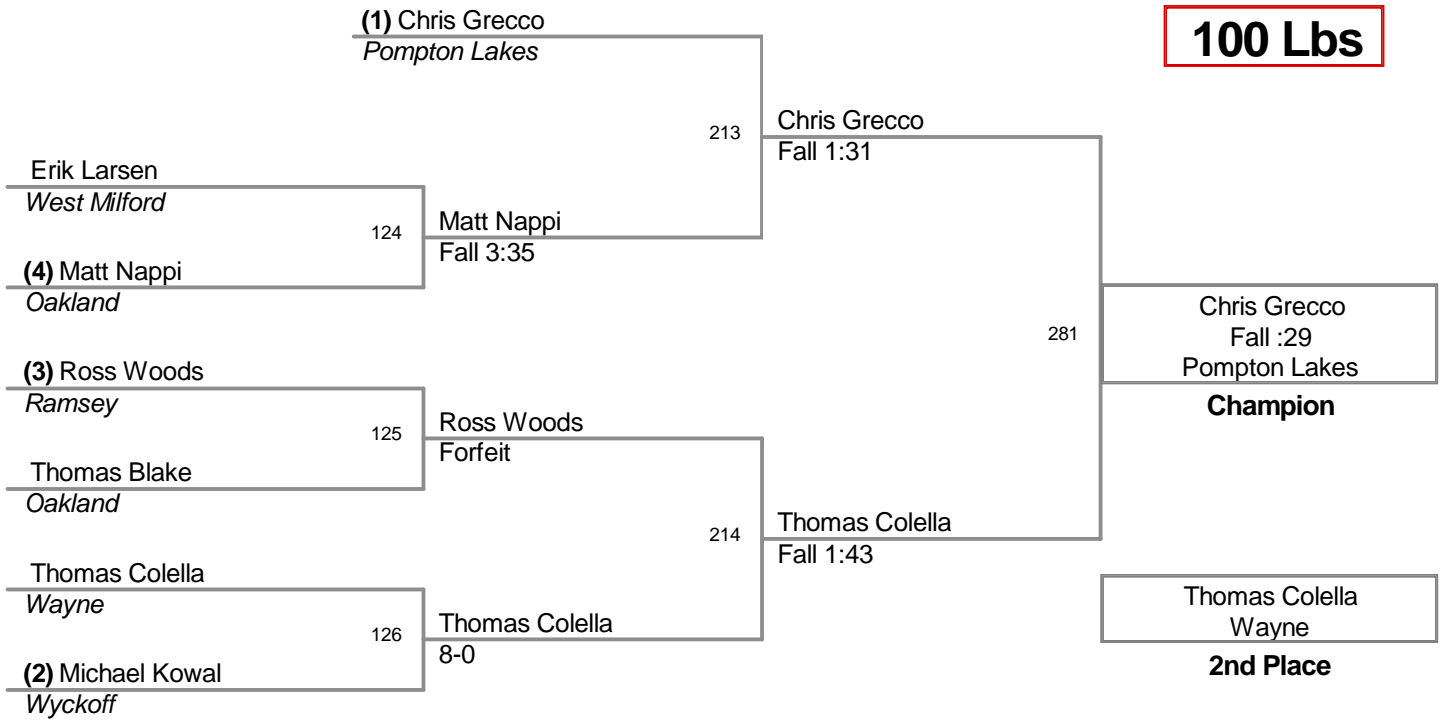 (1) Chris Grecco
Pompton Lakes
100 Lbs
213
Chris Grecco
Fall 1:31
Erik Larsen
West Milford
124
Matt Nappi
Fall 3:35
(4) Matt Nappi
Oakland
281
Chris Grecco
Fall :29
Pompton Lakes
Champion
(3) Ross Woods
Ramsey
125
Ross Woods
Forfeit
Thomas Blake
Oakland
214
Thomas Colella
Fall 1:43
Thomas Colella
Wayne
126
Thomas Colella
8-0
(2) Michael Kowal
Wyckoff
Thomas Colella
Wayne
2nd Place